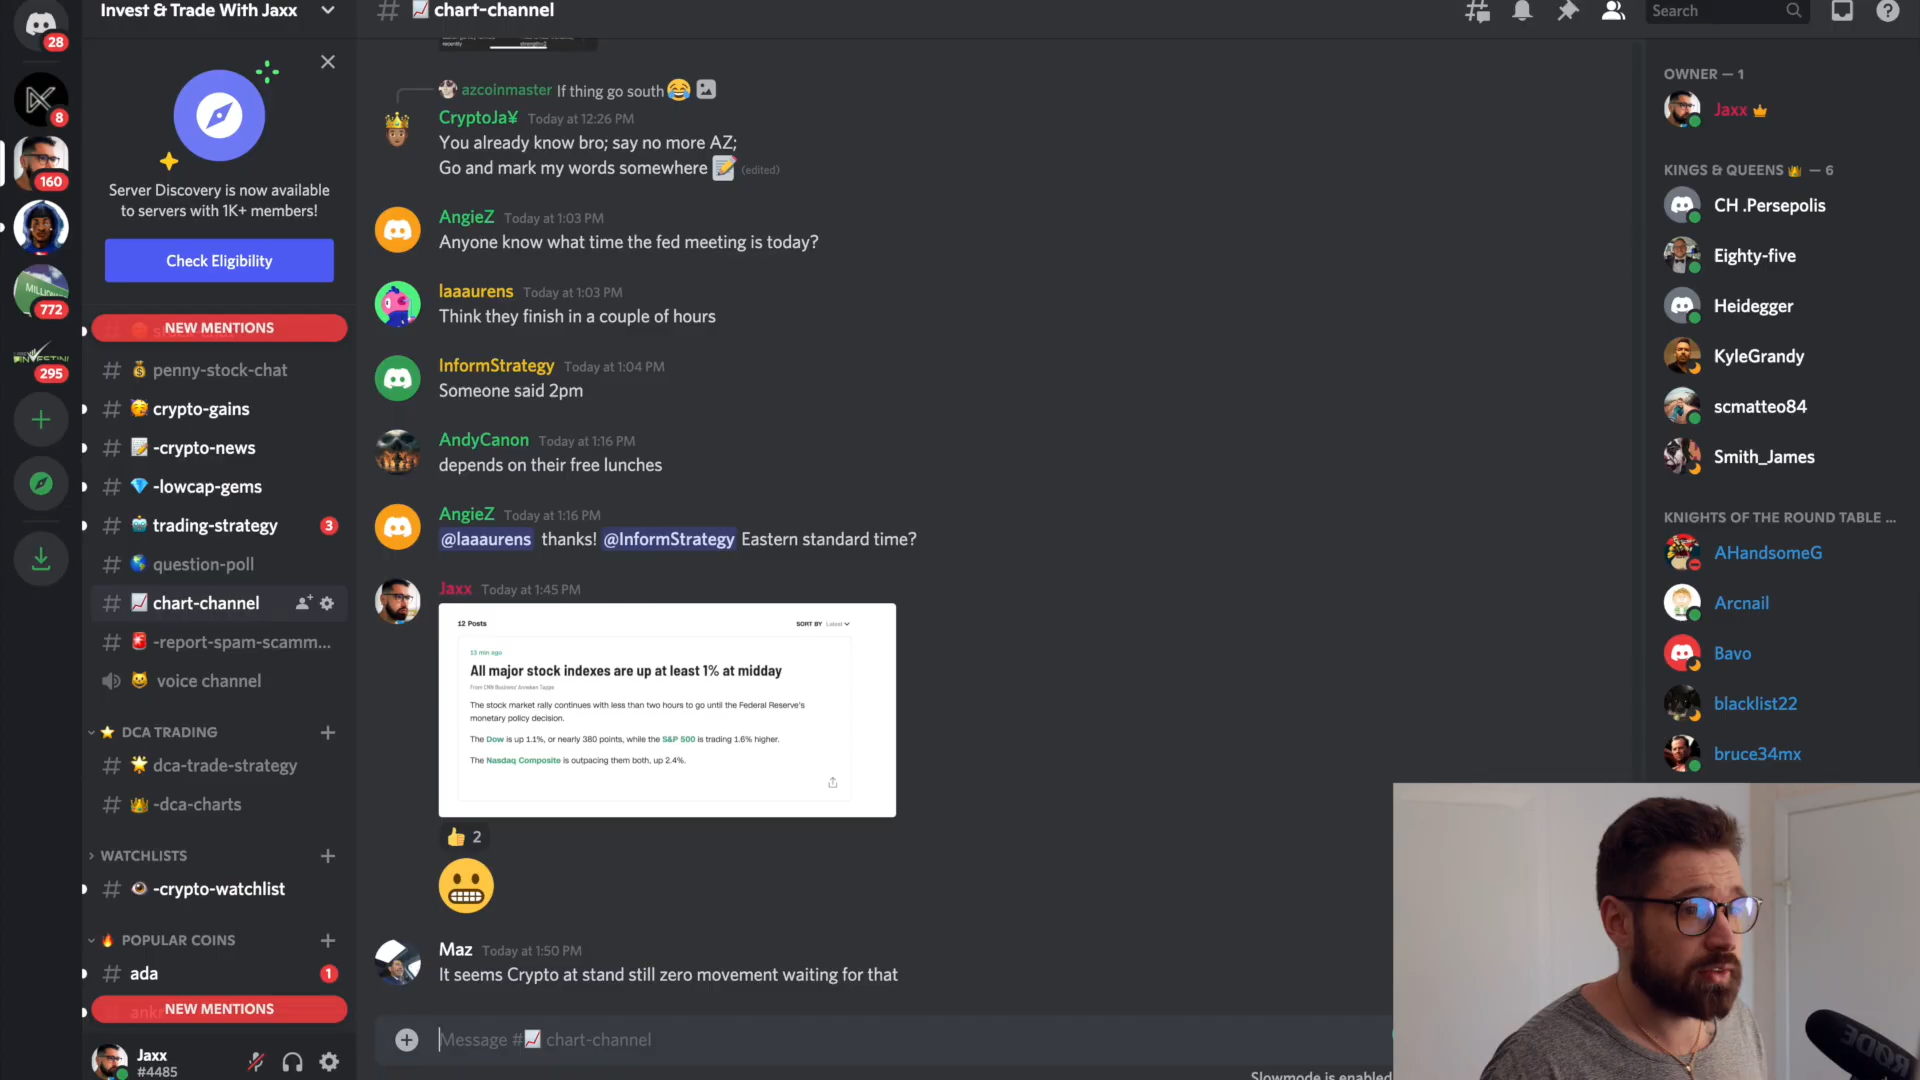 28
8
160
772
295
MILLION
Invest & Trade With Jaxx
Server Discovery is now available
to servers with 1K+ members!
Check Eligibility
NEW MENTIONS
# penny-stock-chat
# crypto-gains
# -crypto-news
# -lowcap-gems
# trading-strategy 3
# question-poll
# chart-channel
# -report-spam-scamm...
voice channel
DCA TRADING
# dca-trade-strategy
# -dca-charts
WATCHLISTS
# -crypto-watchlist
POPULAR COINS
# ada 1
NEW MENTIONS
Jaxx
#4485
# chart-channel
recently
azcoinmaster If thing go south😂
CryptoJa¥ Today at 12:26 PM
You already know bro; say no more AZ;
Go and mark my words somewhere 📝 (edited)
AngieZ Today at 1:03 PM
Anyone know what time the fed meeting is today?
laaaurens Today at 1:03 PM
Think they finish in a couple of hours
InformStrategy Today at 1:04 PM
Someone said 2pm
AndyCanon Today at 1:16 PM
depends on their free lunches
AngieZ Today at 1:16 PM
@laaaurens thanks! @InformStrategy Eastern standard time?
Jaxx Today at 1:45 PM
12 Posts
SORT BY Latest
13 min ago
All major stock indexes are up at least 1% at midday
From CNN Business' Anneken Tappe
The stock market rally continues with less than two hours to go until the Federal Reserve's
monetary policy decision.
The Dow is up 1.1%, or nearly 380 points, while the S&P 500 is trading 1.6% higher.
The Nasdaq Composite is outpacing them both, up 2.4%.
👍 2
Maz Today at 1:50 PM
It seems Crypto at stand still zero movement waiting for that
Message #📈 chart-channel
Slowmode is enabled
Search
OWNER — 1
Jaxx
KINGS & QUEENS 👑 — 6
CH .Persepolis
Eighty-five
Heidegger
KyleGrandy
scmatteo84
Smith_James
KNIGHTS OF THE ROUND TABLE ...
AHandsomeG
Arcnail
Bavo
blacklist22
bruce34mx
RØDE